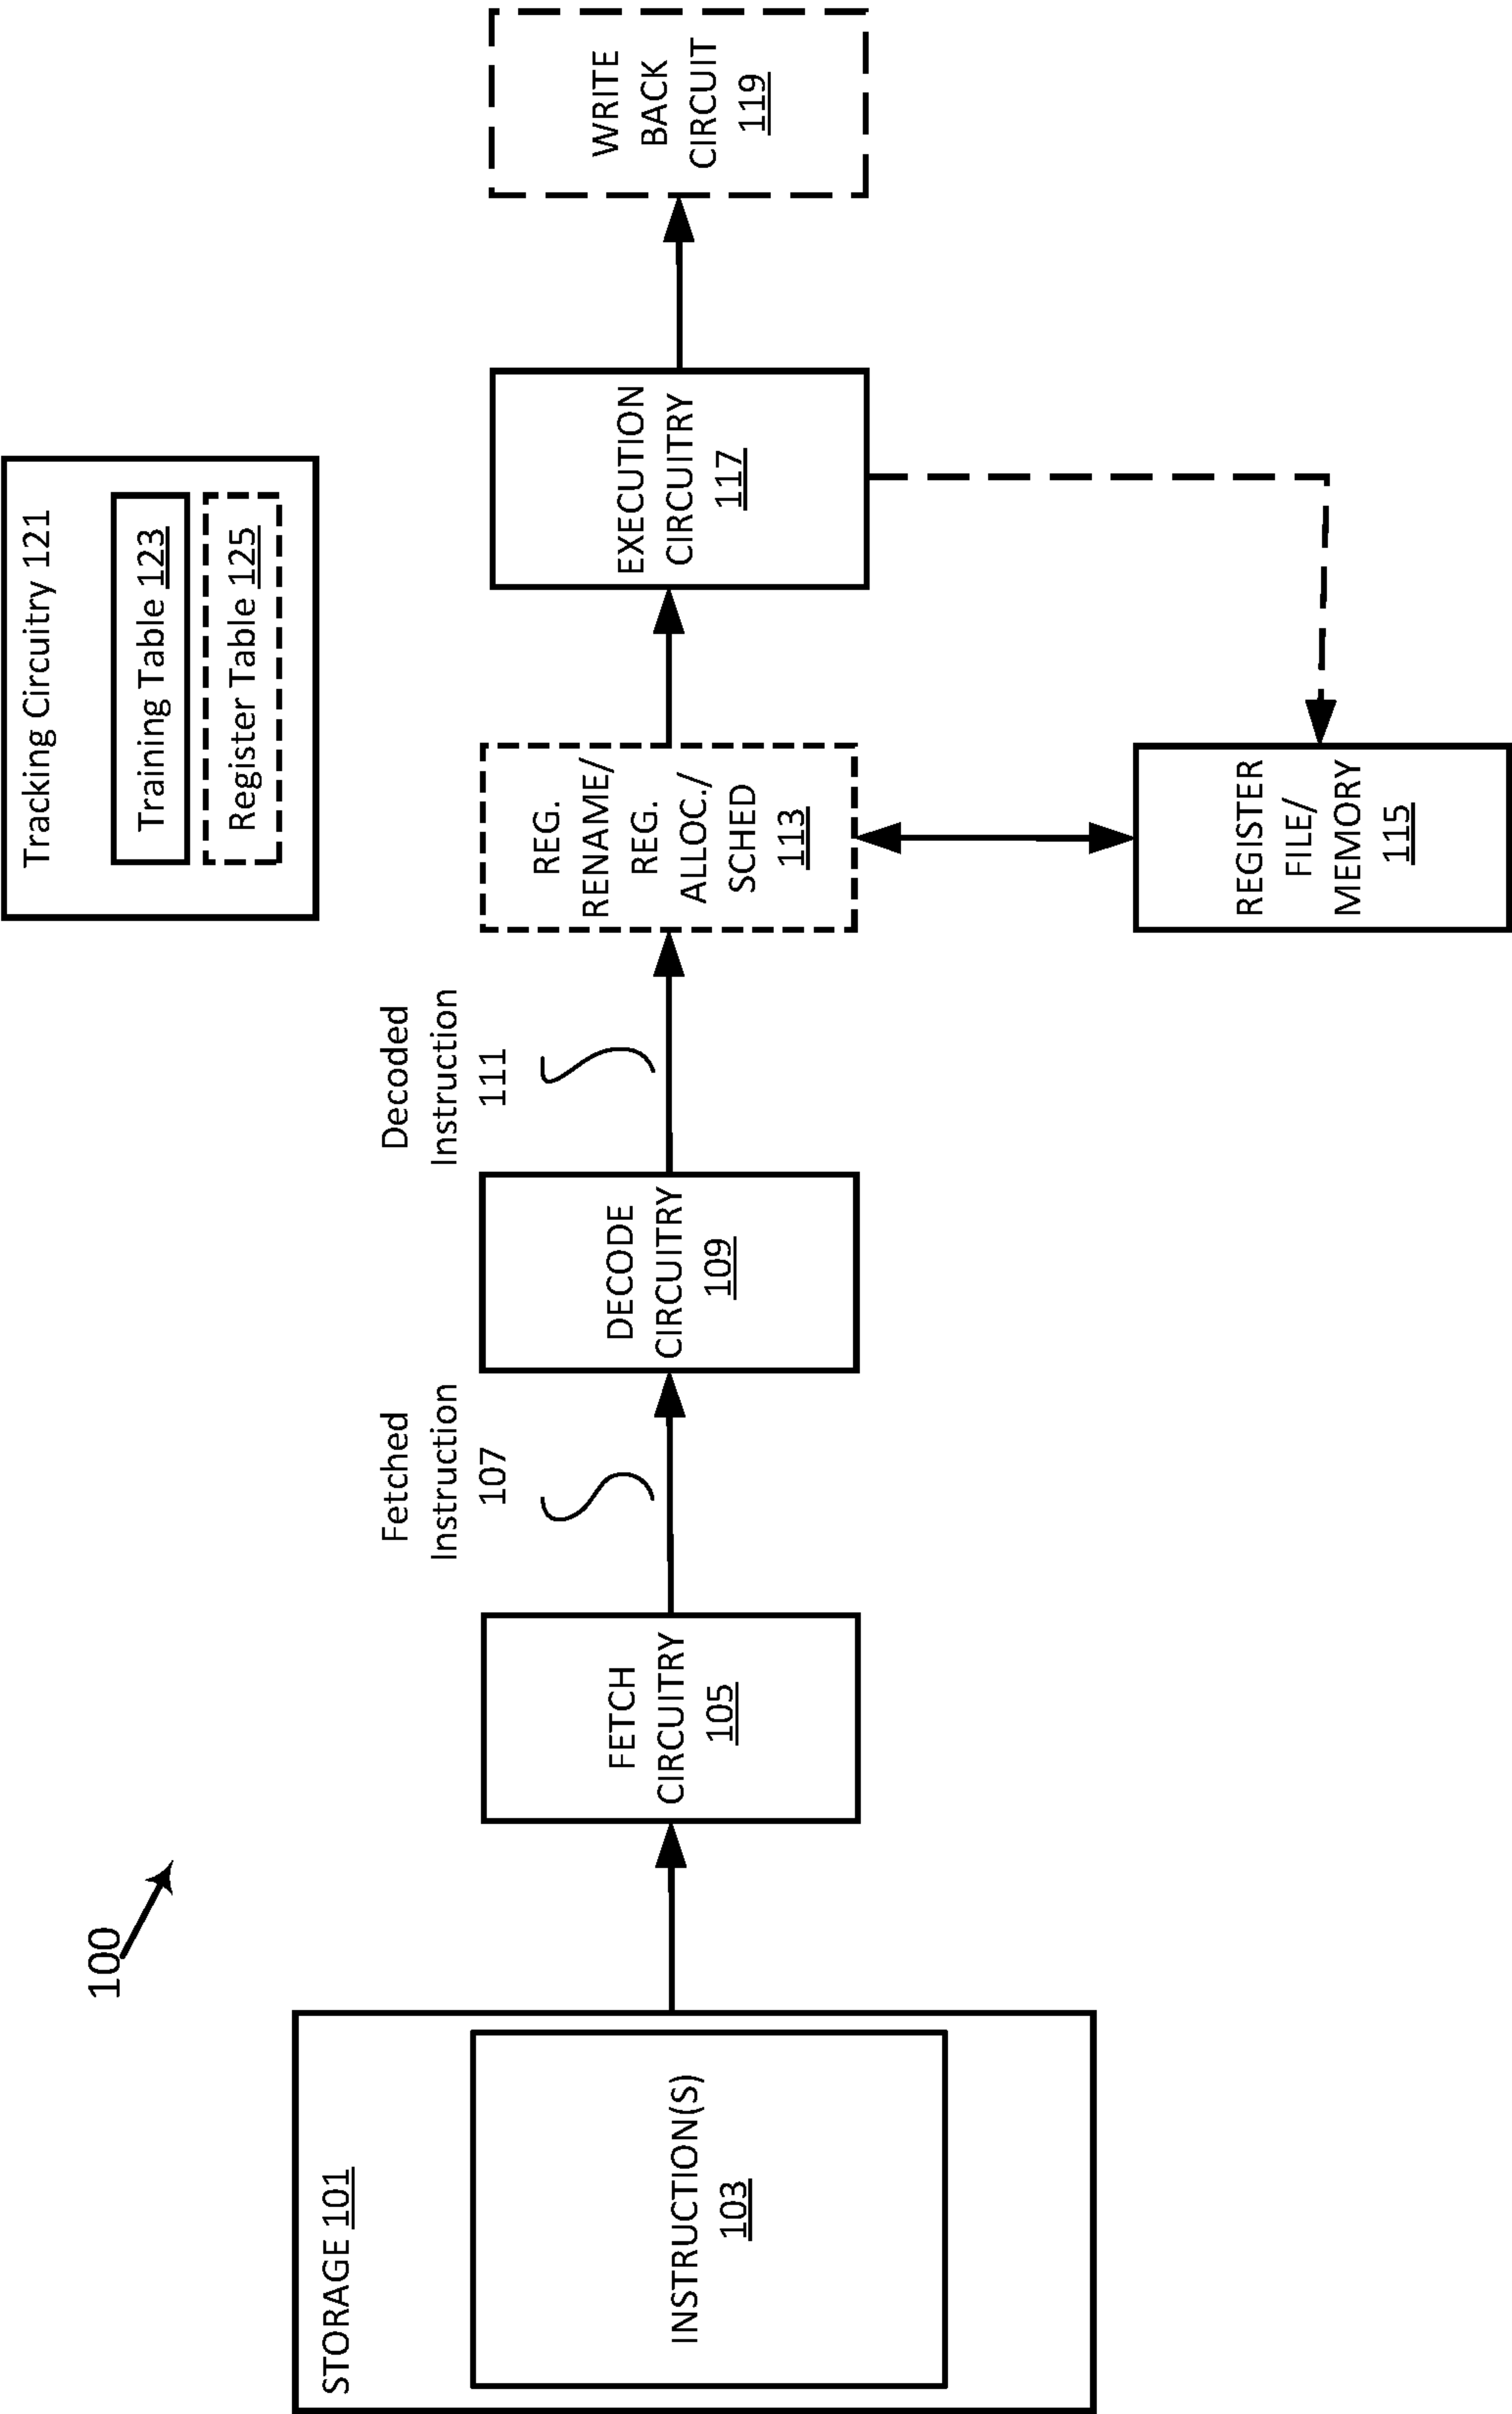 100
Tracking Circuitry 121
Training Table 123
Register Table 125
STORAGE 101
INSTRUCTION(S)
103
FETCH
CIRCUITRY
105
Fetched
Instruction
107
DECODE
CIRCUITRY
109
Decoded
Instruction
111
REG.
RENAME/
REG.
ALLOC./
SCHED
113
EXECUTION
CIRCUITRY
117
WRITE
BACK
CIRCUIT
119
REGISTER
FILE/
MEMORY
115